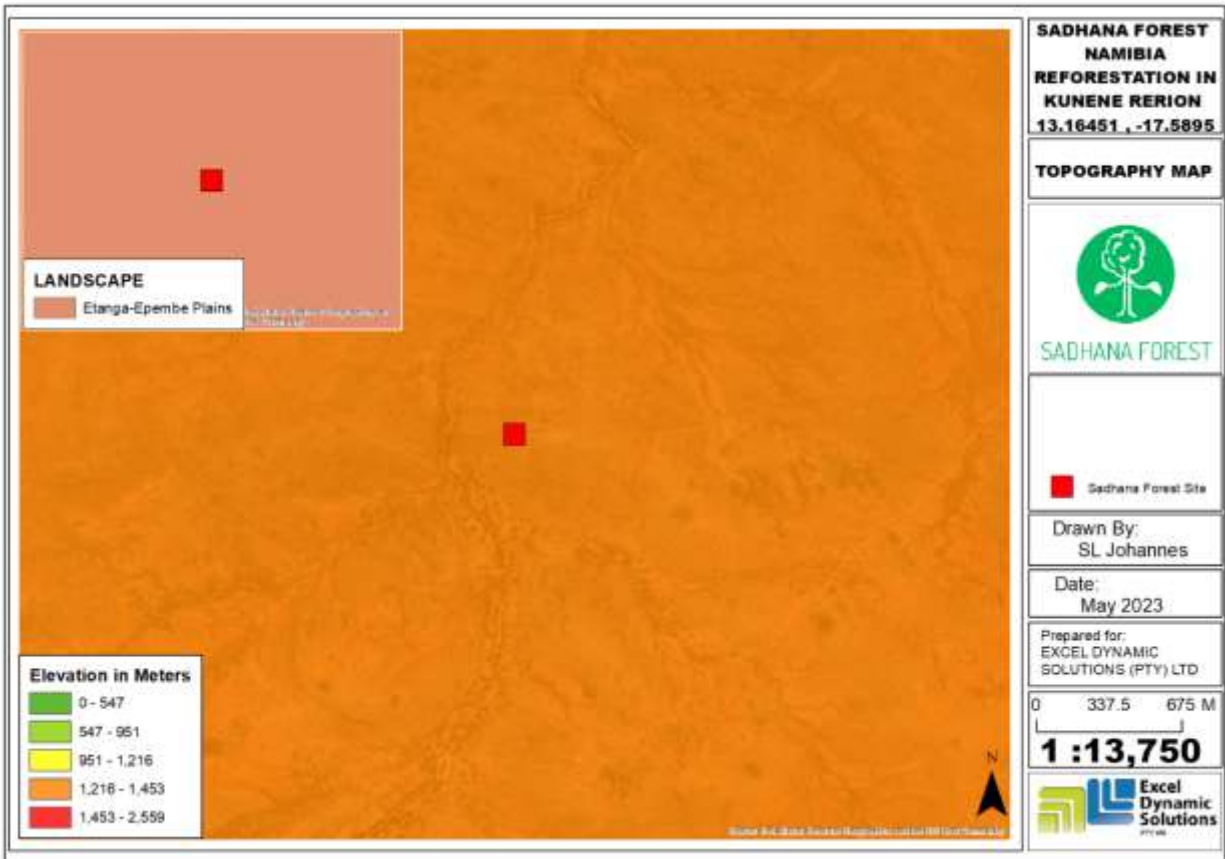 SADHANA FOREST
NAMIBIA
REFORESTATION IN
KUNENE RERION
13.16451 , -17.5895
TOPOGRAPHY MAP
SADHANA FOREST
Sadhana Forest Site
Drawn By:
SL Johannes
Date:
May 2023
Prepared for:
EXCEL DYNAMIC
SOLUTIONS (PTY) LTD
0 337.5 675 M
1 :13,750
Excel
Dynamic
Solutions
LANDSCAPE
Etanga-Epembe Plains
Elevation in Meters
0 - 547
547 - 951
951 - 1,216
1,216 - 1,453
1,453 - 2,559
N